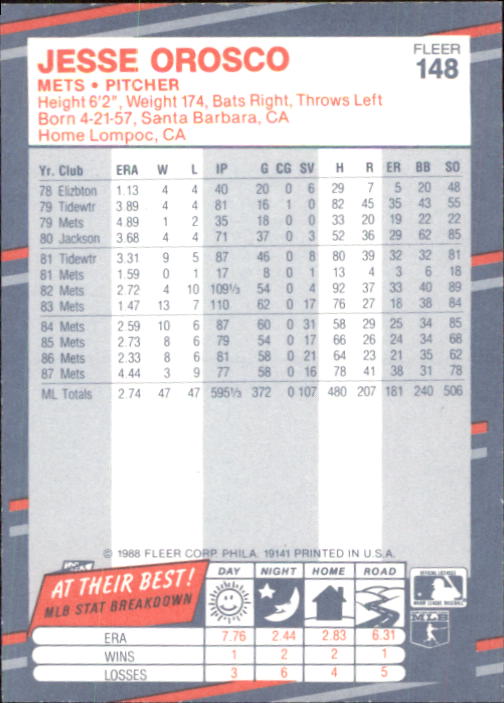 JESSE OROSCO
FLEER
148
METS • PITCHER
Height 6'2", Weight 174, Bats Right, Throws Left
Born 4-21-57, Santa Barbara, CA
Home Lompoc, CA
Yr. Club ERA W L IP G CG SV H R ER BB SO
78 Elizbton 1.13 4 4 40 20 0 6 29 7 5 20 48
79 Tidewtr 3.89 4 4 81 16 1 0 82 45 35 43 55
79 Mets 4.89 1 2 35 18 0 0 33 20 19 22 22
80 Jackson 3.68 4 4 71 37 0 3 52 36 29 62 85
81 Tidewtr 3.31 9 5 87 46 0 8 80 39 32 32 81
81 Mets 1.59 0 1 17 8 0 1 13 4 3 6 18
82 Mets 2.72 4 10 109⅓ 54 0 4 92 37 33 40 89
83 Mets 1.47 13 7 110 62 0 17 76 27 18 38 84
84 Mets 2.59 10 6 87 60 0 31 58 29 25 34 85
85 Mets 2.73 8 6 79 54 0 17 66 26 24 34 68
86 Mets 2.33 8 6 81 58 0 21 64 23 21 35 62
87 Mets 4.44 3 9 77 58 0 16 78 41 38 31 78
ML Totals 2.74 47 47 595⅓ 372 0 107 480 207 181 240 506
© 1988 FLEER CORP. PHILA. 19141 PRINTED IN U.S.A.
AT THEIR BEST!
MLB STAT BREAKDOWN
DAY NIGHT HOME ROAD
ERA 7.76 2.44 2.83 6.31
WINS 1 2 2 1
LOSSES 3 6 4 5
OFFICIAL LICENSEE
MAJOR LEAGUE BASEBALL
MLB